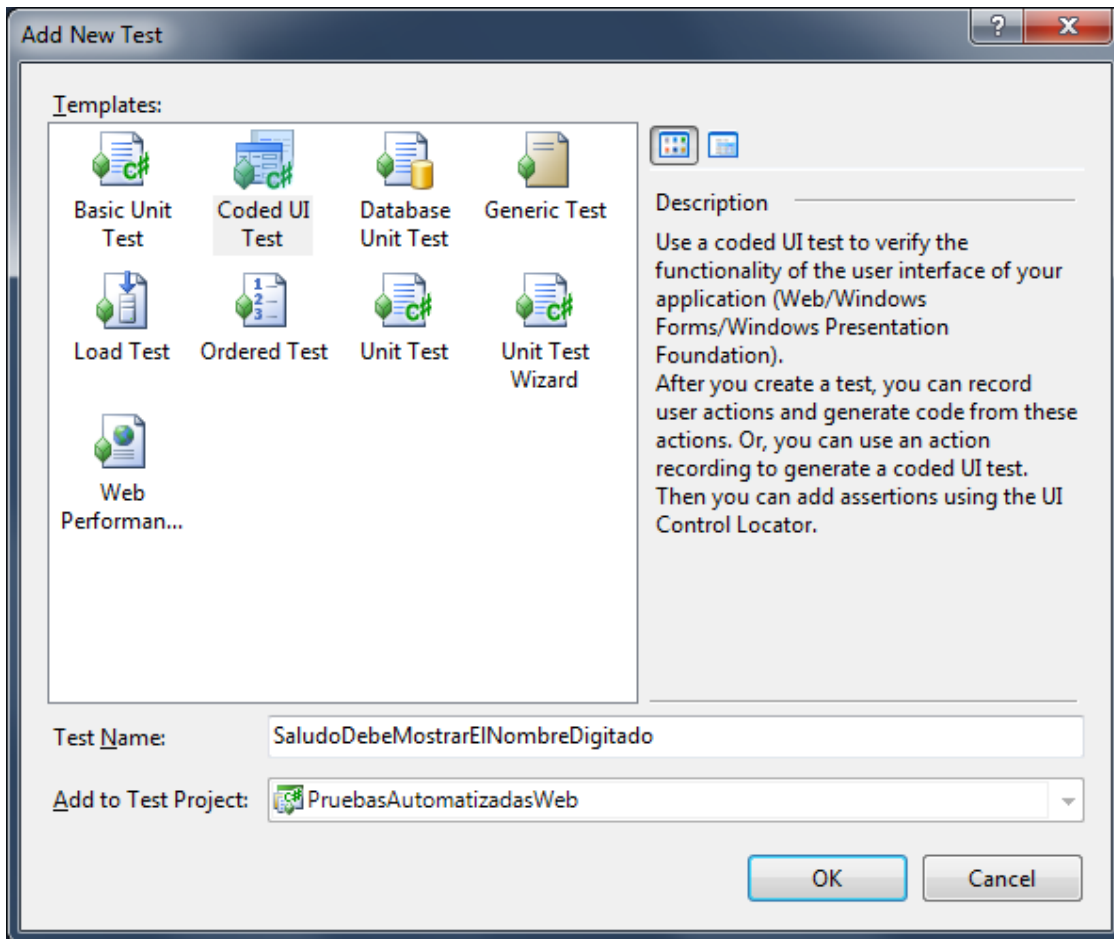 Add New Test
Templates:
Basic Unit
Test
Coded UI
Test
Database
Unit Test
Generic Test
Load Test
Ordered Test
Unit Test
Unit Test
Wizard
Web
Performan...
Description
Use a coded UI test to verify the
functionality of the user interface of your
application (Web/Windows
Forms/Windows Presentation
Foundation).
After you create a test, you can record
user actions and generate code from these
actions. Or, you can use an action
recording to generate a coded UI test.
Then you can add assertions using the UI
Control Locator.
Test Name:
SaludoDebeMostrarElNombreDigitado
Add to Test Project:
PruebasAutomatizadasWeb
OK
Cancel